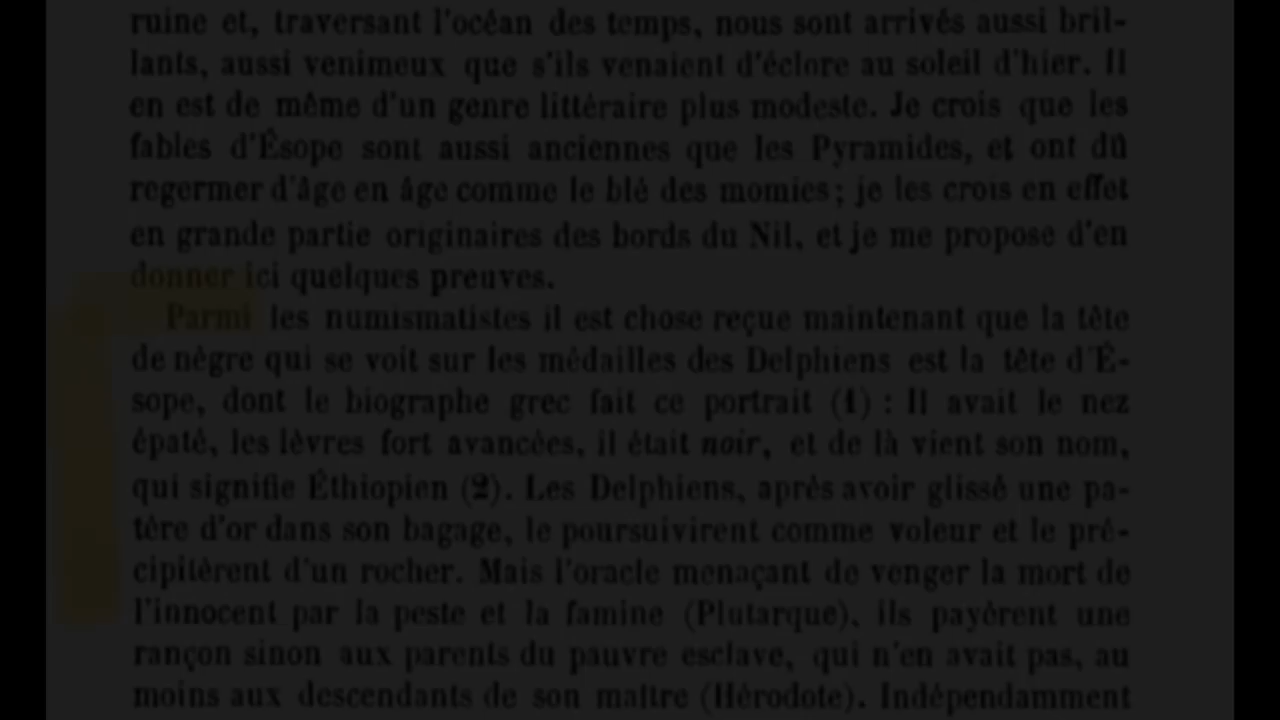 ruine et, traversant l'océan des temps, nous sont arrivés aussi bril-
lants, aussi venimeux que s'ils venaient d'éclore au soleil d'hier. Il
en est de même d'un genre littéraire plus modeste. Je crois que les
fables d'Ésope sont aussi anciennes que les Pyramides, et ont dû
regermer d'âge en âge comme le blé des momies; je les crois en effet
en grande partie originaires des bords du Nil, et je me propose d'en
donner ici quelques preuves.
Parmi les numismatistes il est chose reçue maintenant que la tête
de nègre qui se voit sur les médailles des Delphiens est la tête d'É-
sope, dont le biographe grec fait ce portrait (1) : Il avait le nez
épaté, les lèvres fort avancées, il était noir, et de là vient son nom,
qui signifie Éthiopien (2). Les Delphiens, après avoir glissé une pa-
tère d'or dans son bagage, le poursuivirent comme voleur et le pré-
cipitèrent d'un rocher. Mais l'oracle menaçant de venger la mort de
l'innocent par la peste et la famine (Plutarque), ils payèrent une
rançon sinon aux parents du pauvre esclave, qui n'en avait pas, au
moins aux descendants de son maître (Hérodote). Indépendamment